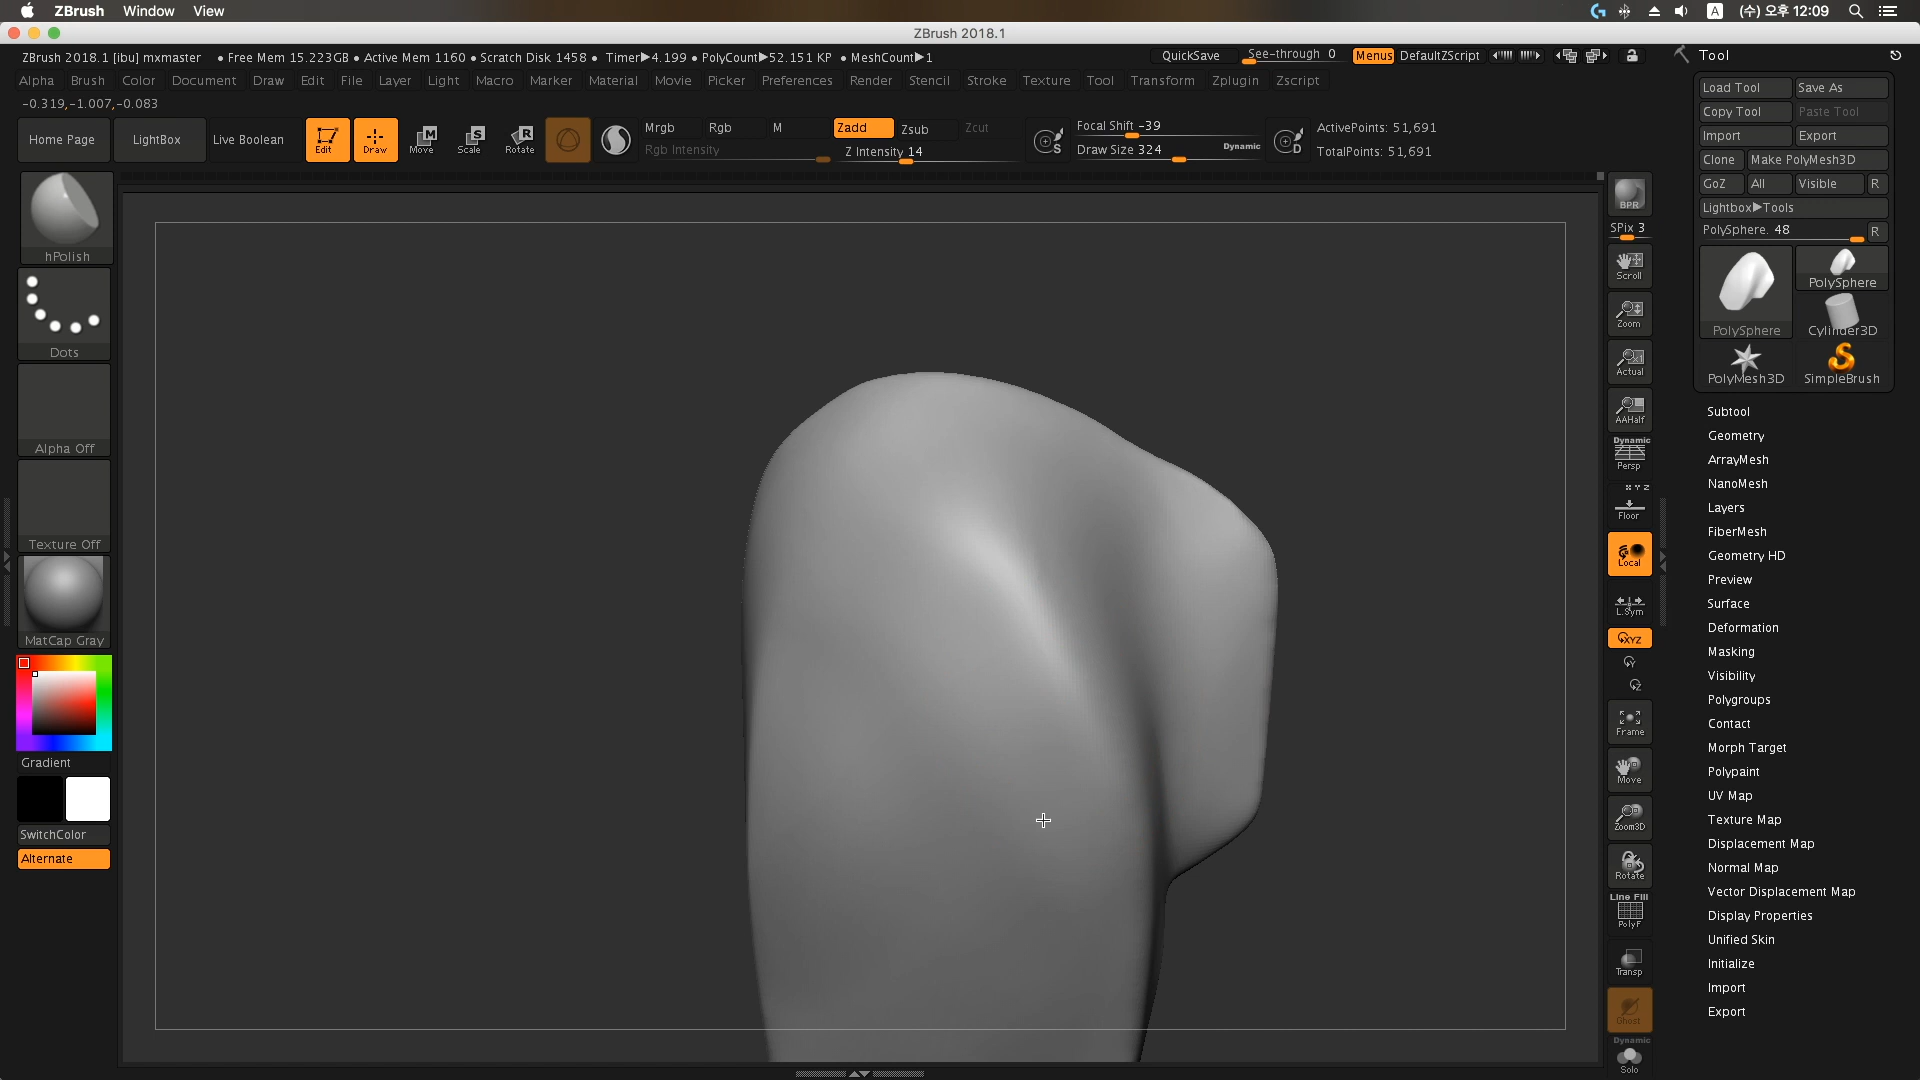 ZBrush Window View
A (수) 오후 12:09
ZBrush 2018.1
ZBrush 2018.1 [ibu] mxmaster • Free Mem 15.223GB • Active Mem 1160 • Scratch Disk 1458 • Timer▶4.199 • PolyCount▶52.151 KP • MeshCount▶1
QuickSave See-through 0 Menus DefaultZScript
Alpha Brush Color Document Draw Edit File Layer Light Macro Marker Material Movie Picker Preferences Render Stencil Stroke Texture Tool Transform Zplugin Zscript
-0.319,-1.007,-0.083
Home Page LightBox Live Boolean Edit Draw Move Scale Rotate
M S R
Mrgb Rgb M Zadd Zsub Zcut
Rgb Intensity Z Intensity 14
S Focal Shift -39
Draw Size 324 Dynamic
D ActivePoints: 51,691
TotalPoints: 51,691
hPolish
Dots
Alpha Off
Texture Off
MatCap Gray
Gradient
SwitchColor
Alternate
BPR
SPix 3
Scroll
Zoom
Actual
AAHalf
Dynamic
Persp
X Y Z
Floor
Local
L.Sym
XYZ
Y
Z
Frame
Move
Zoom3D
Rotate
Line Fill
PolyF
Transp
Ghost
Dynamic
Solo
Tool
Load Tool Save As
Copy Tool Paste Tool
Import Export
Clone Make PolyMesh3D
GoZ All Visible R
Lightbox▶Tools
PolySphere. 48 R
PolySphere
PolySphere Cylinder3D
PolyMesh3D SimpleBrush
Subtool
Geometry
ArrayMesh
NanoMesh
Layers
FiberMesh
Geometry HD
Preview
Surface
Deformation
Masking
Visibility
Polygroups
Contact
Morph Target
Polypaint
UV Map
Texture Map
Displacement Map
Normal Map
Vector Displacement Map
Display Properties
Unified Skin
Initialize
Import
Export